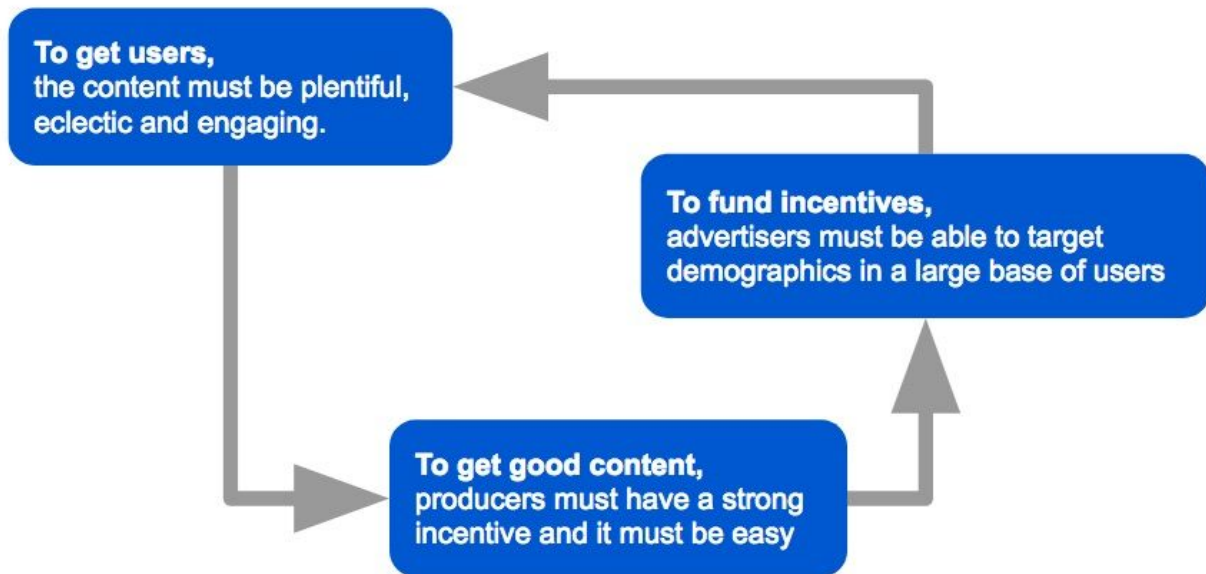 To get users,
the content must be plentiful,
eclectic and engaging.
To fund incentives,
advertisers must be able to target
demographics in a large base of users
To get good content,
producers must have a strong
incentive and it must be easy